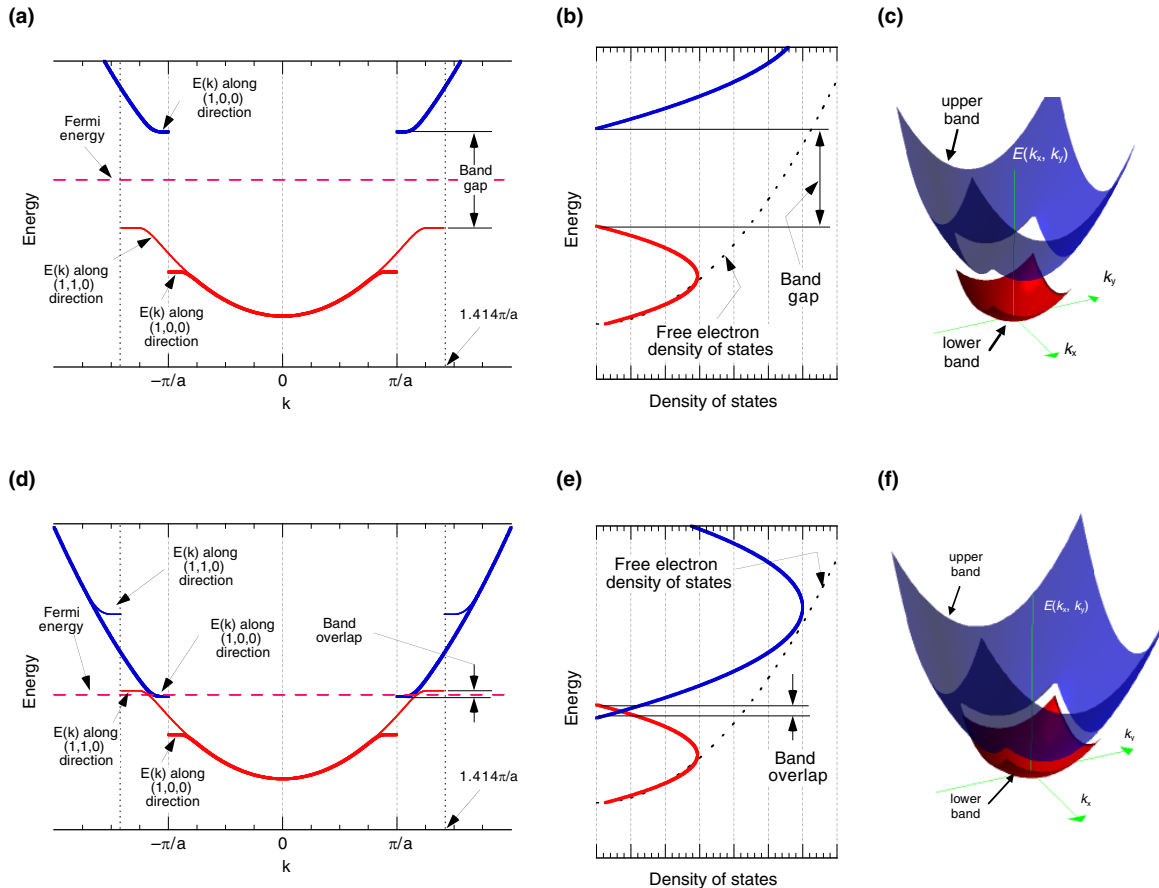 (a)
E(k) along
(1,0,0)
direction
Fermi
energy
Band
gap
Energy
E(k) along
(1,1,0)
direction
E(k) along
(1,0,0)
direction
1.414π/a
−π/a
0
π/a
k
(b)
Energy
Band
gap
Free electron
density of states
Density of states
(c)
upper
band
E(kx, ky)
ky
kx
lower
band
(d)
E(k) along
(1,1,0)
direction
Fermi
energy
E(k) along
(1,0,0)
direction
Band
overlap
Energy
E(k) along
(1,1,0)
direction
E(k) along
(1,0,0)
direction
1.414π/a
−π/a
0
π/a
k
(e)
Free electron
density of states
Energy
Band
overlap
Density of states
(f)
upper
band
E(kx, ky)
ky
kx
lower
band